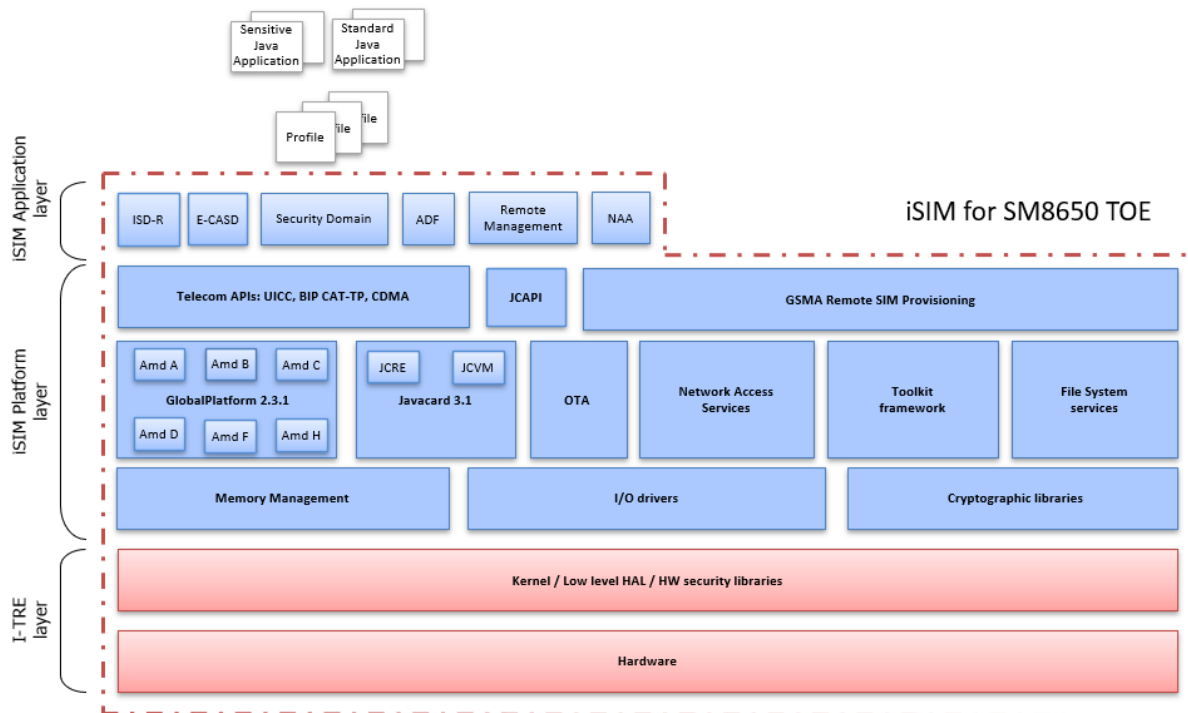 Sensitive
Java
Application
Standard
Java
Application
Profile
file
file
iSIM Application
layer
ISD-R
E-CASD
Security Domain
ADF
Remote
Management
NAA
iSIM for SM8650 TOE
iSIM Platform
layer
Telecom APIs: UICC, BIP CAT-TP, CDMA
JCAPI
GSMA Remote SIM Provisioning
Amd A
Amd B
Amd C
GlobalPlatform 2.3.1
Amd D
Amd F
Amd H
JCRE
JCVM
Javacard 3.1
OTA
Network Access
Services
Toolkit
framework
File System
services
Memory Management
I/O drivers
Cryptographic libraries
I-TRE
layer
Kernel / Low level HAL / HW security libraries
Hardware